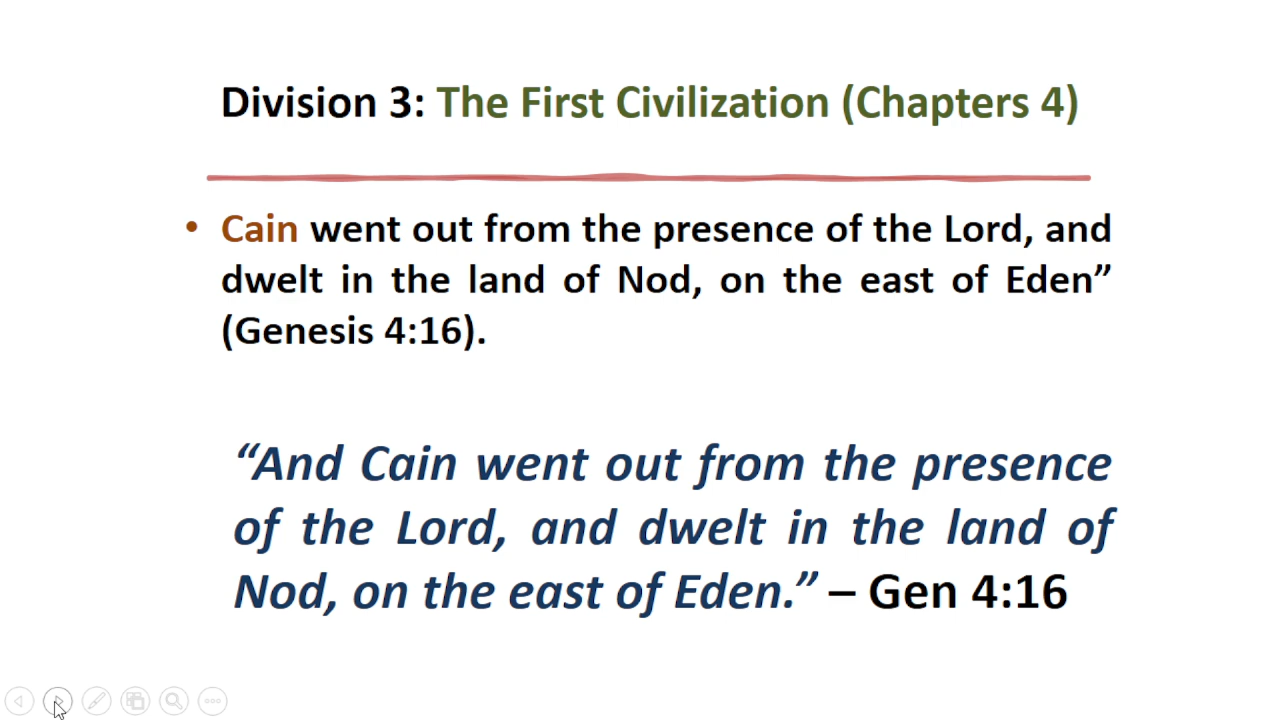 Division 3: The First Civilization (Chapters 4)
• Cain went out from the presence of the Lord, and
dwelt in the land of Nod, on the east of Eden”
(Genesis 4:16).
“And Cain went out from the presence
of the Lord, and dwelt in the land of
Nod, on the east of Eden.” – Gen 4:16